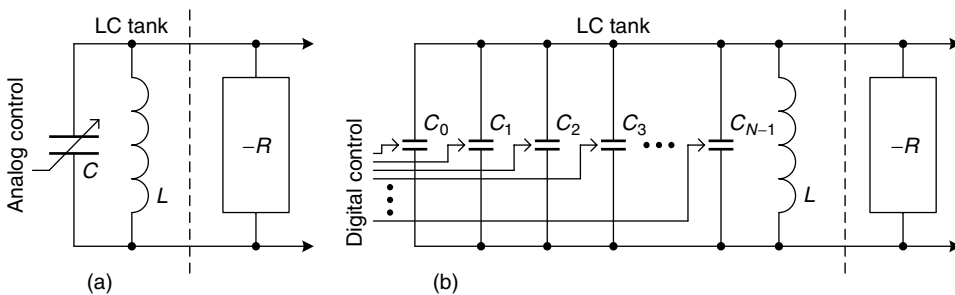 LC tank
Analog control
C
L
–R
(a)
LC tank
Digital control
C0
C1
C2
C3
CN–1
L
–R
(b)